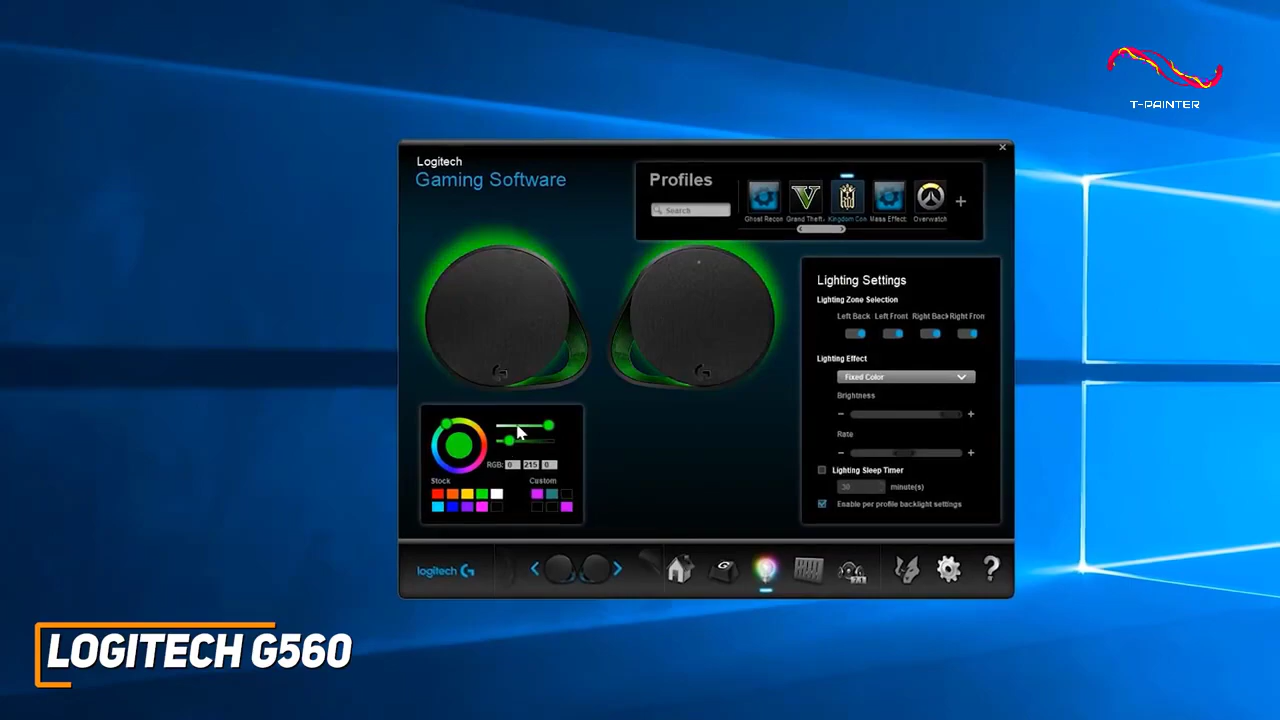 T-PAINTER
Logitech
Gaming Software
Profiles
Search
Ghost Recon
Grand Theft.
Kingdom Con
Mass Effect.
Overwatch
Lighting Settings
Lighting Zone Selection
Left Back
Left Front
Right Back
Right Fron
Lighting Effect
Fixed Color
Brightness
Rate
Lighting Sleep Timer
30 minute(s)
Enable per profile backlight settings
RGB: 0 215 0
Stock
Custom
logitech G
LOGITECH G560